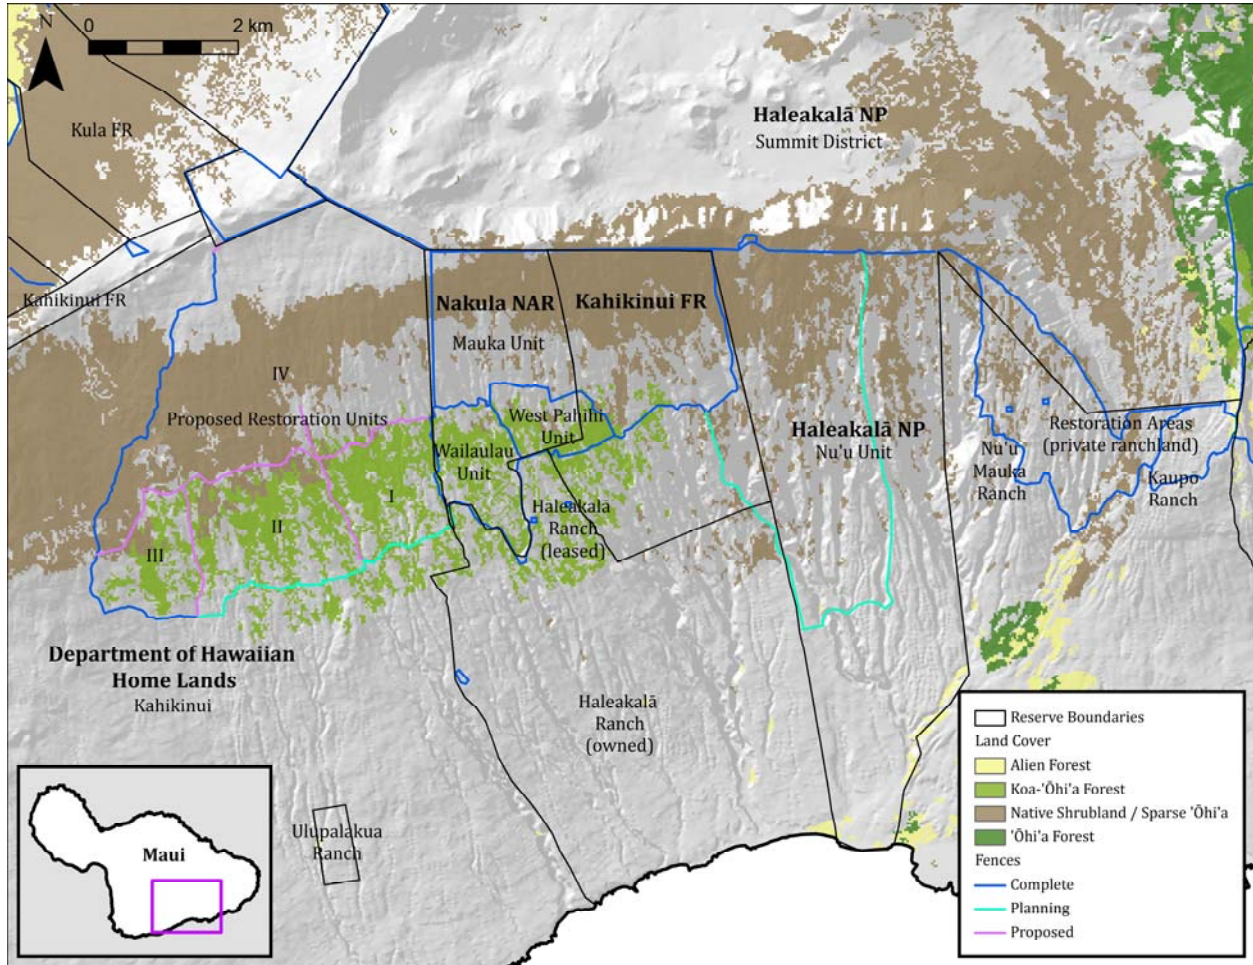 N
0 2 km
Kula FR
Haleakalā NP
Summit District
Kahikinui FR
Nakula NAR
Mauka Unit
Kahikinui FR
IV
Proposed Restoration Units
West Pahihi
Unit
Wailaulau
Unit
Haleakalā NP
Nu'u Unit
Restoration Areas
(private ranchland)
Nu'u
Mauka
Ranch
Kaupo
Ranch
I
II
III
Haleakalā
Ranch
(leased)
Department of Hawaiian
Home Lands
Kahikinui
Haleakalā
Ranch
(owned)
Ulupalakua
Ranch
Maui
Reserve Boundaries
Land Cover
Alien Forest
Koa-'Ōhi'a Forest
Native Shrubland / Sparse 'Ōhi'a
'Ōhi'a Forest
Fences
Complete
Planning
Proposed